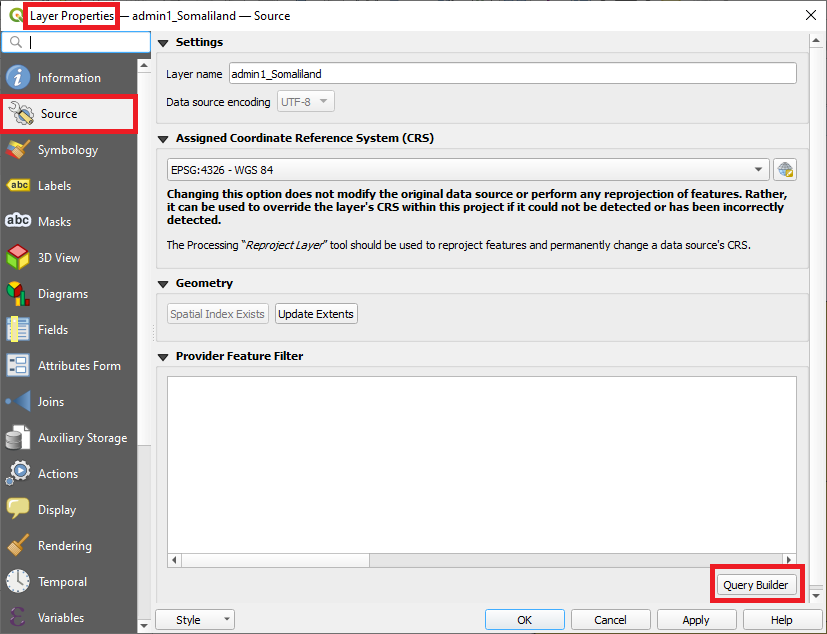 Layer Properties — admin1_Somaliland — Source
Information
Source
Symbology
abc Labels
abc Masks
3D View
Diagrams
Fields
Attributes Form
Joins
Auxiliary Storage
Actions
Display
Rendering
Temporal
Variables
Settings
Layer name admin1_Somaliland
Data source encoding UTF-8
Assigned Coordinate Reference System (CRS)
EPSG:4326 - WGS 84
Changing this option does not modify the original data source or perform any reprojection of features. Rather,
it can be used to override the layer's CRS within this project if it could not be detected or has been incorrectly
detected.
The Processing “Reproject Layer” tool should be used to reproject features and permanently change a data source's CRS.
Geometry
Spatial Index Exists Update Extents
Provider Feature Filter
Query Builder
Style OK Cancel Apply Help